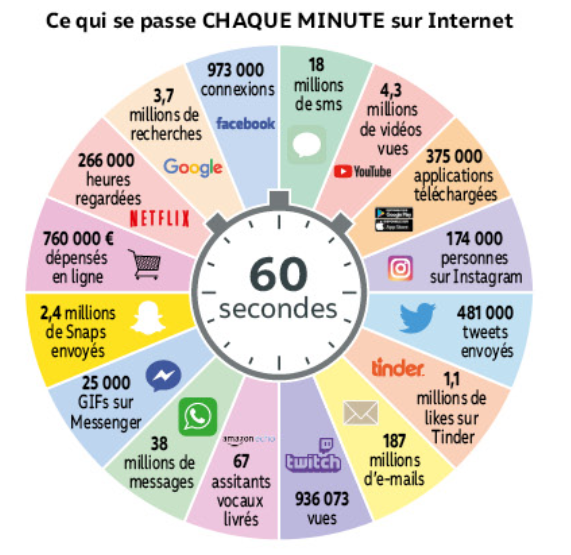 Ce qui se passe CHAQUE MINUTE sur Internet
973 000
connexions
facebook
18
millions
de sms
4,3
millions
de vidéos
vues
YouTube
375 000
applications
téléchargées
Google Play
App Store
174 000
personnes
sur Instagram
481 000
tweets
envoyés
tinder
1,1
millions de
likes sur
Tinder
187
millions
d'e-mails
twitch
936 073
vues
amazon echo
67
assitants
vocaux
livrés
38
millions de
messages
25 000
GIFs sur
Messenger
2,4 millions
de Snaps
envoyés
760 000 €
dépensés
en ligne
266 000
heures
regardées
NETFLIX
3,7
millions de
recherches
Google
60
secondes